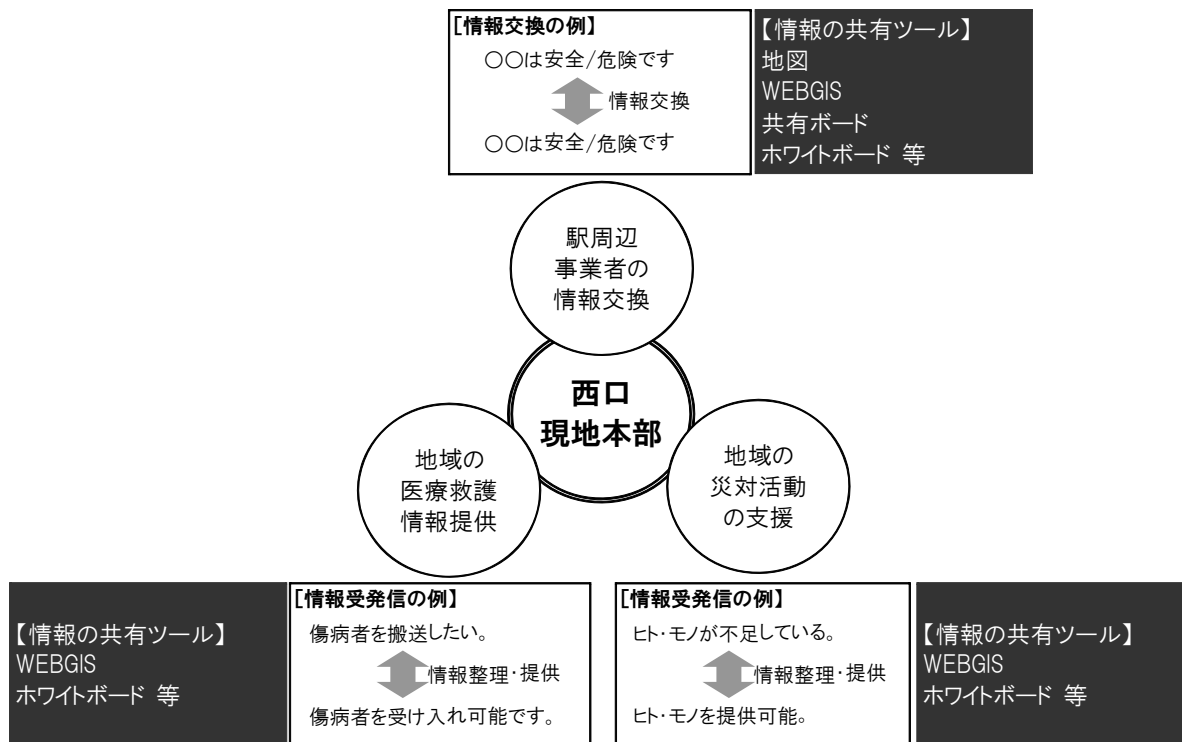 [情報交換の例】
〇〇は安全/危険です
情報交換
〇〇は安全/危険です
【情報の共有ツール】
地図
WEBGIS
共有ボード
ホワイトボード 等
駅周辺
事業者の
情報交換
西口
現地本部
地域の
医療救護
情報提供
地域の
災対活動
の支援
【情報の共有ツール】
WEBGIS
ホワイトボード 等
[情報受発信の例】
傷病者を搬送したい。
情報整理・提供
傷病者を受け入れ可能です。
[情報受発信の例】
ヒト・モノが不足している。
情報整理・提供
ヒト・モノを提供可能。
【情報の共有ツール】
WEBGIS
ホワイトボード 等